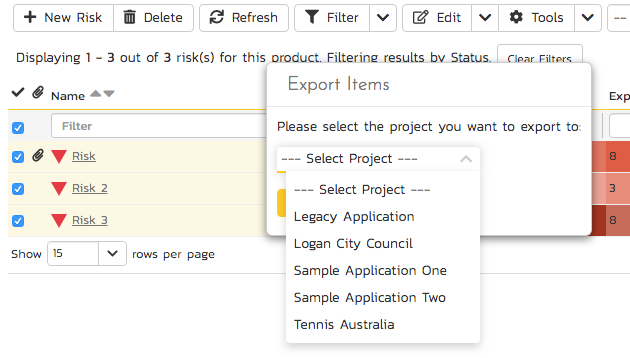 New Risk Delete Refresh Filter Edit Tools --
Displaying 1 - 3 out of 3 risk(s) for this product. Filtering results by Status. Clear Filters
Export Items
Name Exp
Please select the project you want to export to:
Filter
Risk --- Select Project --- 8
Risk 2 --- Select Project --- 3
Risk 3 Legacy Application 8
Logan City Council
Show 15 rows per page
Sample Application One
Sample Application Two
Tennis Australia